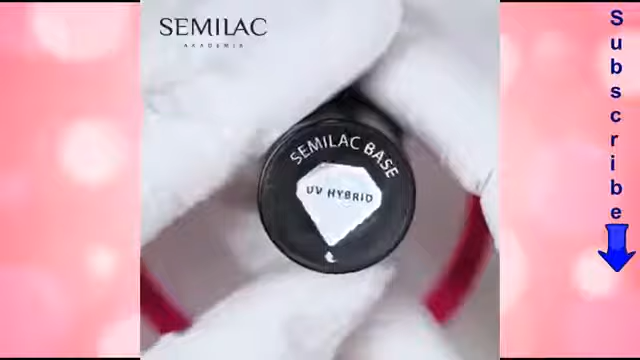 SEMILAC
AKADEMIA
SEMILAC BASE
UV HYBRID
Subscribe